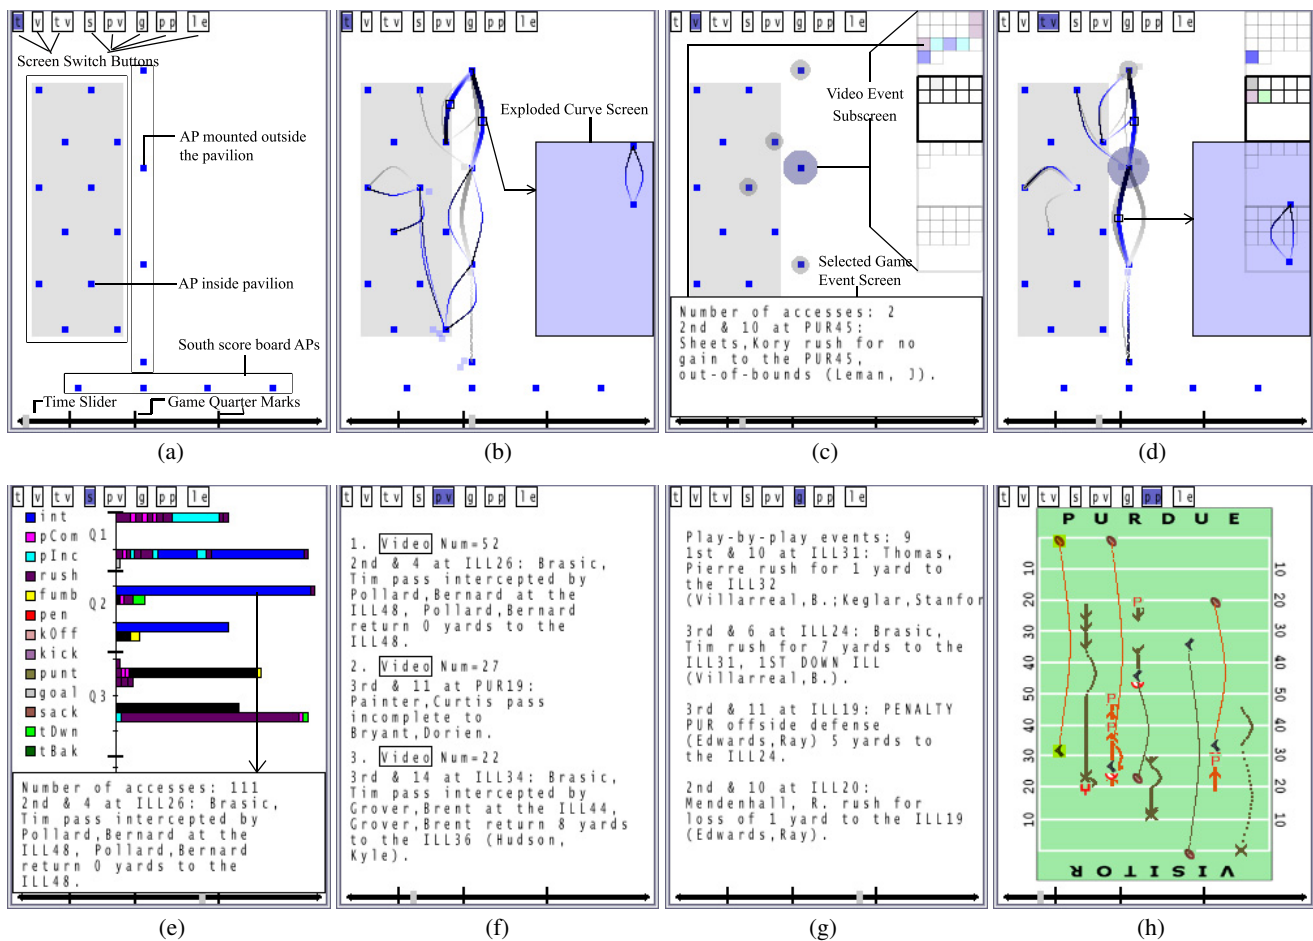 t v tv s pv g pp le
Screen Switch Buttons
AP mounted outside
the pavilion
AP inside pavilion
South score board APs
Time Slider
Game Quarter Marks
(a)
t v tv s pv g pp le
Exploded Curve Screen
(b)
t v tv s pv g pp le
Video Event
Subscreen
Selected Game
Event Screen
Number of accesses: 2
2nd & 10 at PUR45:
Sheets,Kory rush for no
gain to the PUR45,
out-of-bounds (Leman, J).
(c)
t v tv s pv g pp le
(d)
t v tv s pv g pp le
int
pCom
pInc
rush
fumb
pen
kOff
kick
punt
goal
sack
tDwn
tBak
Q1
Q2
Q3
Number of accesses: 111
2nd & 4 at ILL26: Brasic,
Tim pass intercepted by
Pollard,Bernard at the
ILL48, Pollard,Bernard
return 0 yards to the
ILL48.
(e)
t v tv s pv g pp le
1. Video Num=52
2nd & 4 at ILL26: Brasic,
Tim pass intercepted by
Pollard,Bernard at the
ILL48, Pollard,Bernard
return 0 yards to the
ILL48.
2. Video Num=27
3rd & 11 at PUR19:
Painter,Curtis pass
incomplete to
Bryant,Dorien.
3. Video Num=22
3rd & 14 at ILL34: Brasic,
Tim pass intercepted by
Grover,Brent at the ILL44,
Grover,Brent return 8 yards
to the ILL36 (Hudson,
Kyle).
(f)
t v tv s pv g pp le
Play-by-play events: 9
1st & 10 at ILL31: Thomas,
Pierre rush for 1 yard to
the ILL32
(Villarreal,B.;Keglar,Stanfor
3rd & 6 at ILL24: Brasic,
Tim rush for 7 yards to the
ILL31, 1ST DOWN ILL
(Villarreal,B.).
3rd & 11 at ILL19: PENALTY
PUR offside defense
(Edwards,Ray) 5 yards to
the ILL24.
2nd & 10 at ILL20:
Mendenhall, R. rush for
loss of 1 yard to the ILL19
(Edwards,Ray).
(g)
t v tv s pv g pp le
PURDUE
10 10
20 20
30 30
40 40
50 50
40 40
30 30
20 20
10 10
P
P
P
P
VISITOR
(h)